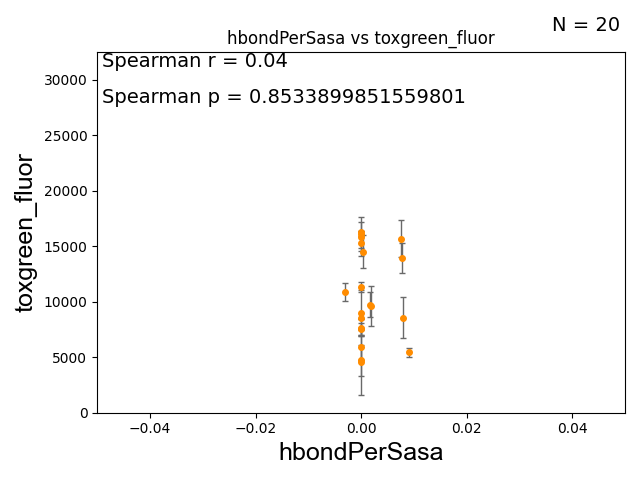 N = 20
hbondPerSasa vs toxgreen_fluor
Spearman r = 0.04
Spearman p = 0.8533899851559801
30000
25000
20000
15000
10000
5000
0
toxgreen_fluor
−0.04 −0.02 0.00 0.02 0.04
hbondPerSasa